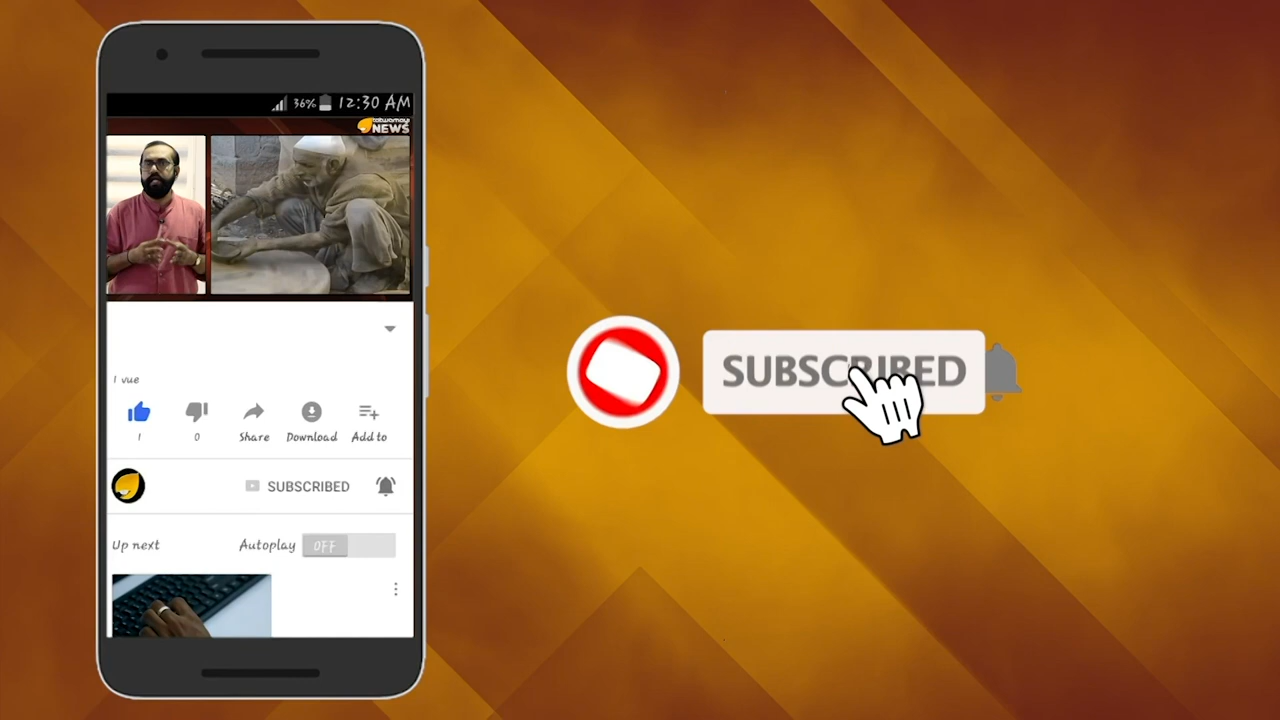 36% 12:30 AM
tatwamayi
NEWS
1 vue
1
0
Share
Download
Add to
SUBSCRIBED
Up next
Autoplay
OFF
SUBSCRIBED